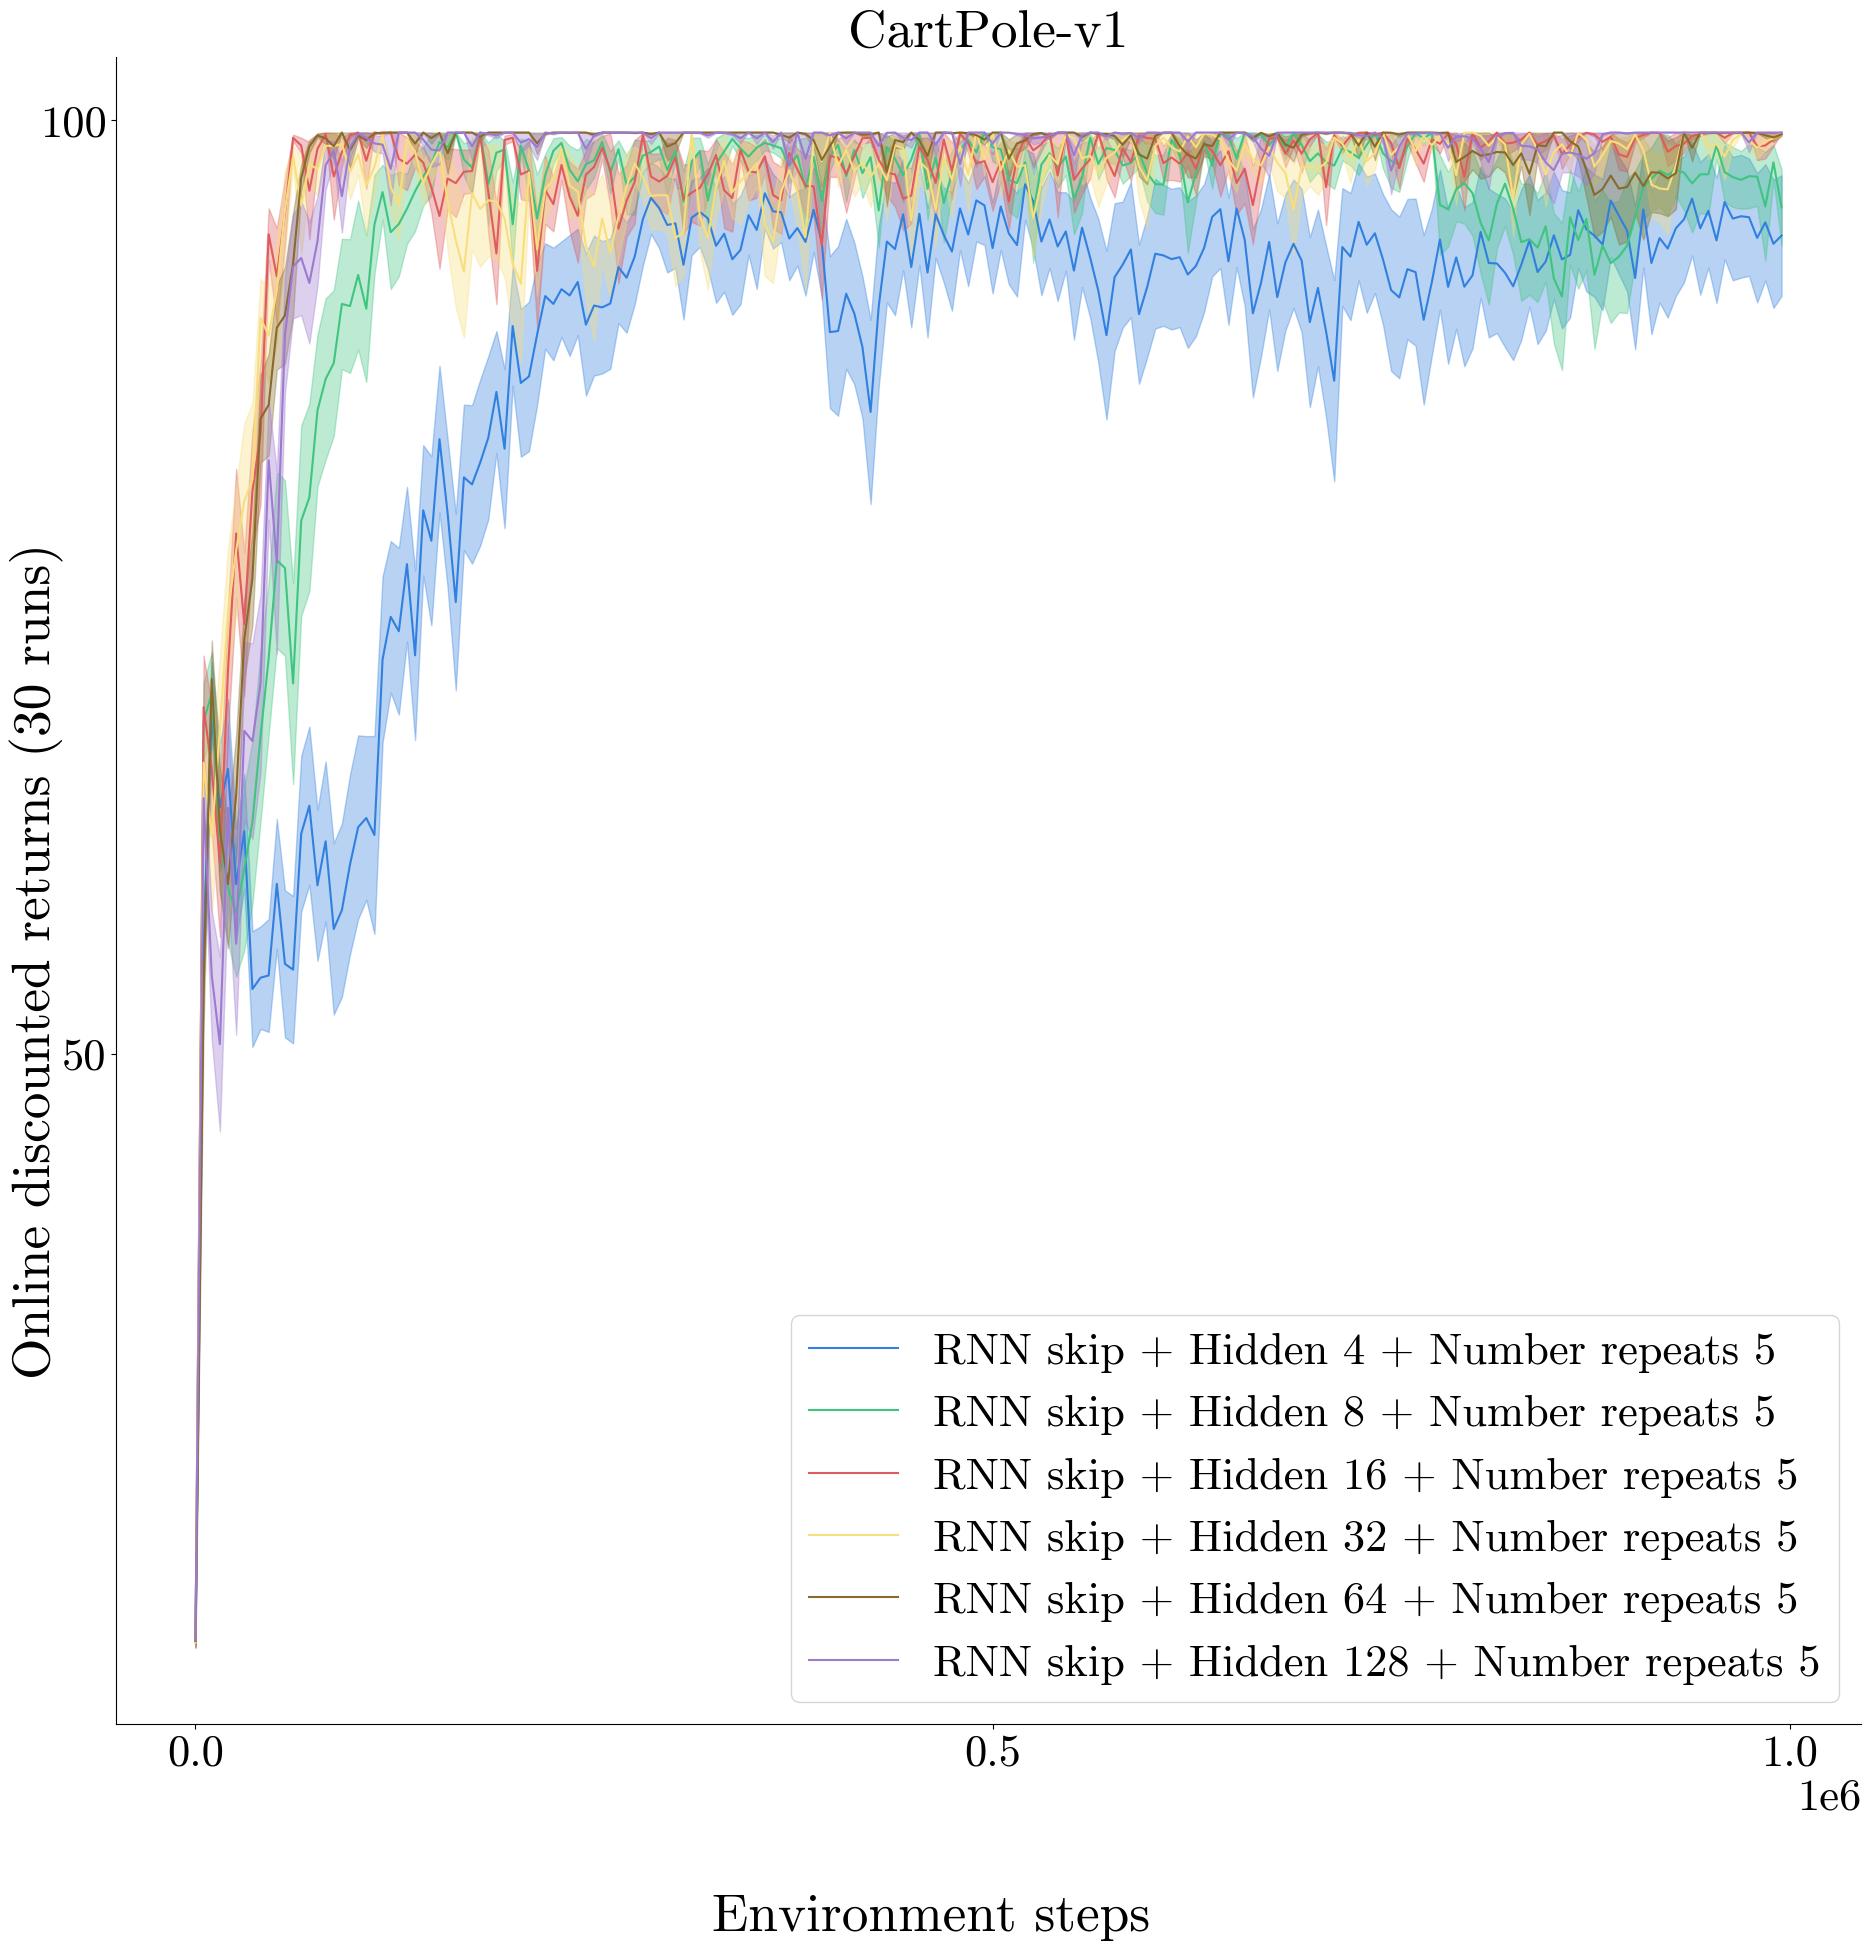 CartPole-v1
100
50
Online discounted returns (30 runs)
RNN skip + Hidden 4 + Number repeats 5
RNN skip + Hidden 8 + Number repeats 5
RNN skip + Hidden 16 + Number repeats 5
RNN skip + Hidden 32 + Number repeats 5
RNN skip + Hidden 64 + Number repeats 5
RNN skip + Hidden 128 + Number repeats 5
0.0 0.5 1.0
1e6
Environment steps